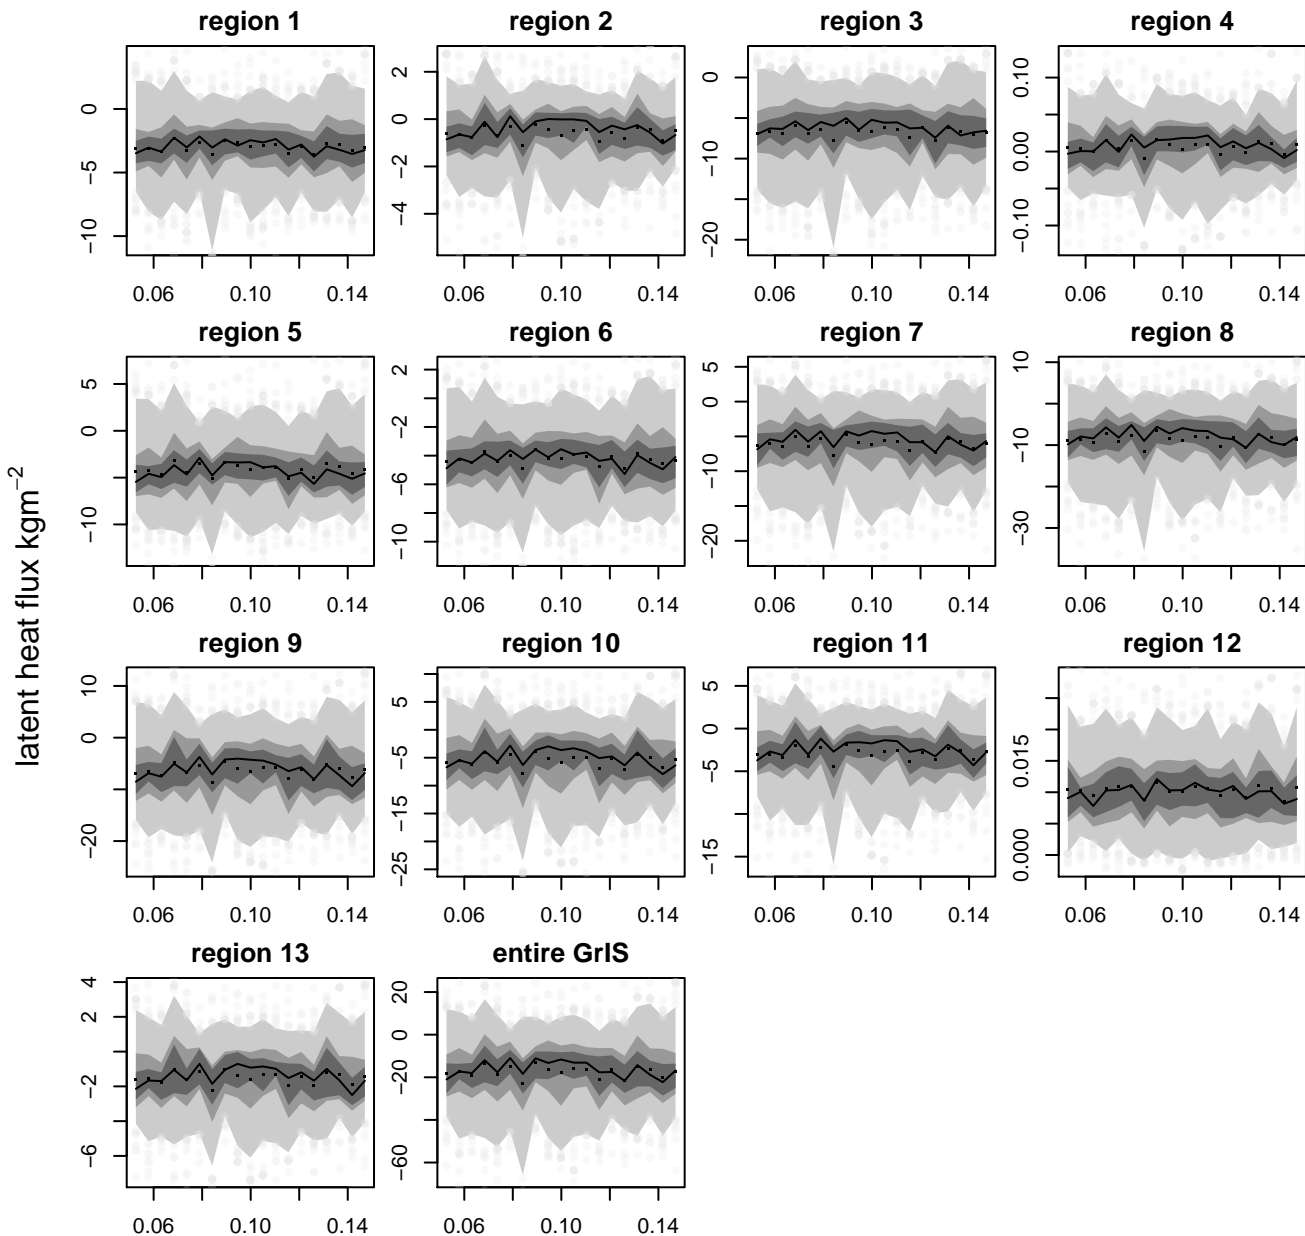 region 1
region 2
region 3
region 4
0
−5
−10
2
0
−2
−4
0
−10
−20
0.10
0.00
−0.10
0.06 0.10 0.14
0.06 0.10 0.14
0.06 0.10 0.14
0.06 0.10 0.14
region 5
region 6
region 7
region 8
5
0
−10
2
−2
−6
−10
5
0
−10
−20
10
−10
−30
0.06 0.10 0.14
0.06 0.10 0.14
0.06 0.10 0.14
0.06 0.10 0.14
latent heat flux kgm−2
region 9
region 10
region 11
region 12
10
0
−20
5
−5
−15
−25
5
0
−5
−15
0.015
0.000
0.06 0.10 0.14
0.06 0.10 0.14
0.06 0.10 0.14
0.06 0.10 0.14
region 13
entire GrIS
4
2
−2
−6
20
0
−20
−60
0.06 0.10 0.14
0.06 0.10 0.14